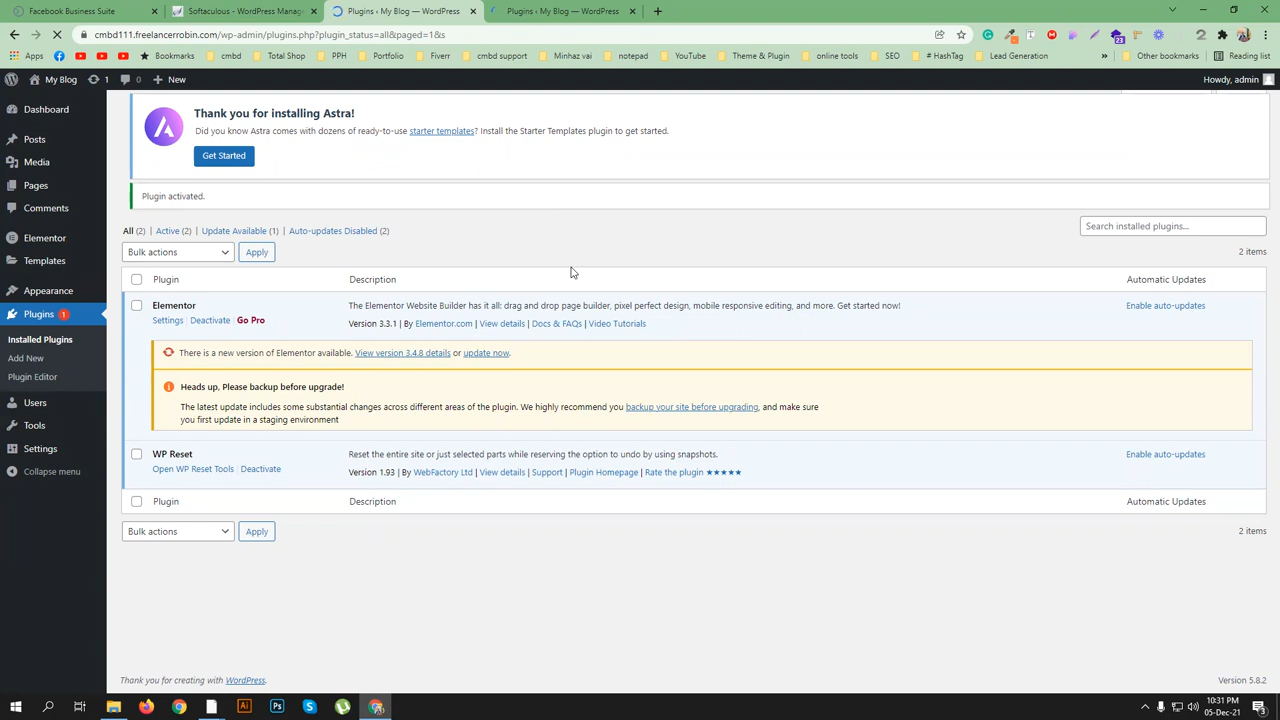 Facebook Business Suite
Softaculous - WordPress Manage
Plugins ‹ My Blog — WordPress
Plugins ‹ My Blog — WordPress
cmbd111.freelancerrobin.com/wp-admin/plugins.php?plugin_status=all&paged=1&s
Apps
Bookmarks
cmbd
Total Shop
PPH
Portfolio
Fiverr
cmbd support
Minhaz vai
notepad
YouTube
Theme & Plugin
online tools
SEO
# HashTag
Lead Generation
»
Other bookmarks
Reading list
My Blog
1
0
New
Howdy, admin
Dashboard
Posts
Media
Pages
Comments
Elementor
Templates
Appearance
Plugins 1
Installed Plugins
Add New
Plugin Editor
Users
Tools
Settings
Collapse menu
Thank you for installing Astra!
Did you know Astra comes with dozens of ready-to-use starter templates? Install the Starter Templates plugin to get started.
Get Started
Plugin activated.
All (2) | Active (2) | Update Available (1) | Auto-updates Disabled (2)
Search installed plugins...
Bulk actions
Apply
2 items
Plugin
Description
Automatic Updates
Elementor
Settings | Deactivate | Go Pro
The Elementor Website Builder has it all: drag and drop page builder, pixel perfect design, mobile responsive editing, and more. Get started now!
Version 3.3.1 | By Elementor.com | View details | Docs & FAQs | Video Tutorials
Enable auto-updates
There is a new version of Elementor available. View version 3.4.8 details or update now.
Heads up, Please backup before upgrade!
The latest update includes some substantial changes across different areas of the plugin. We highly recommend you backup your site before upgrading, and make sure
you first update in a staging environment
WP Reset
Open WP Reset Tools | Deactivate
Reset the entire site or just selected parts while reserving the option to undo by using snapshots.
Version 1.93 | By WebFactory Ltd | View details | Support | Plugin Homepage | Rate the plugin ★★★★★
Enable auto-updates
Plugin
Description
Automatic Updates
Bulk actions
Apply
2 items
Thank you for creating with WordPress.
Version 5.8.2
Ai
Ps
10:31 PM
05-Dec-21
3